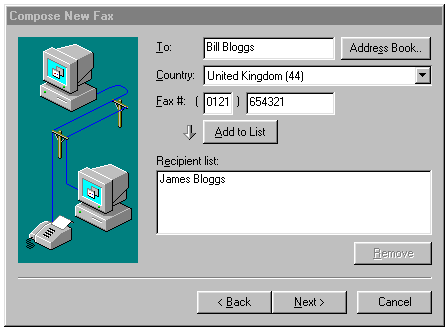 Compose New Fax
To: Bill Bloggs Address Book..
Country: United Kingdom (44)
Fax #: ( 0121 ) 654321
Add to List
Recipient list:
James Bloggs
Remove
< Back Next > Cancel